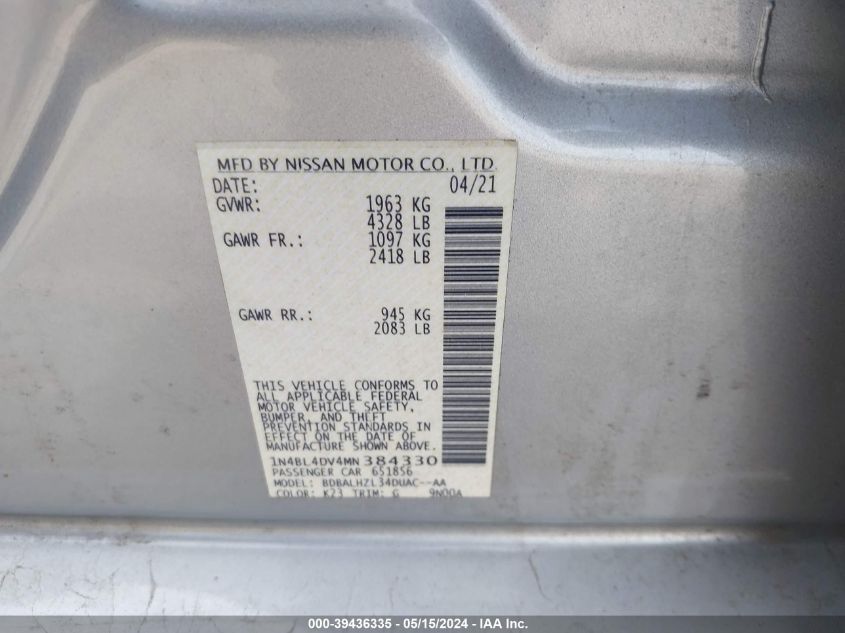 MFD BY NISSAN MOTOR CO., LTD.
DATE: 04/21
GVWR: 1963 KG
4328 LB
GAWR FR.: 1097 KG
2418 LB
GAWR RR.: 945 KG
2083 LB
THIS VEHICLE CONFORMS TO
ALL APPLICABLE FEDERAL
MOTOR VEHICLE SAFETY,
BUMPER, AND THEFT
PREVENTION STANDARDS IN
EFFECT ON THE DATE OF
MANUFACTURE SHOWN ABOVE.
1N4BL4DV4MN384330
PASSENGER CAR 651856
MODEL: BDBALHZL34DUAC--AA
COLOR: K23 TRIM: G 9N00A
000-39436335 - 05/15/2024 - IAA Inc.